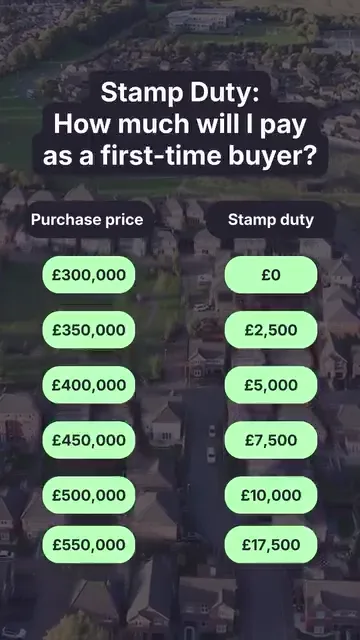 Stamp Duty:
How much will I pay
as a first-time buyer?
Purchase price Stamp duty
£300,000 £0
£350,000 £2,500
£400,000 £5,000
£450,000 £7,500
£500,000 £10,000
£550,000 £17,500